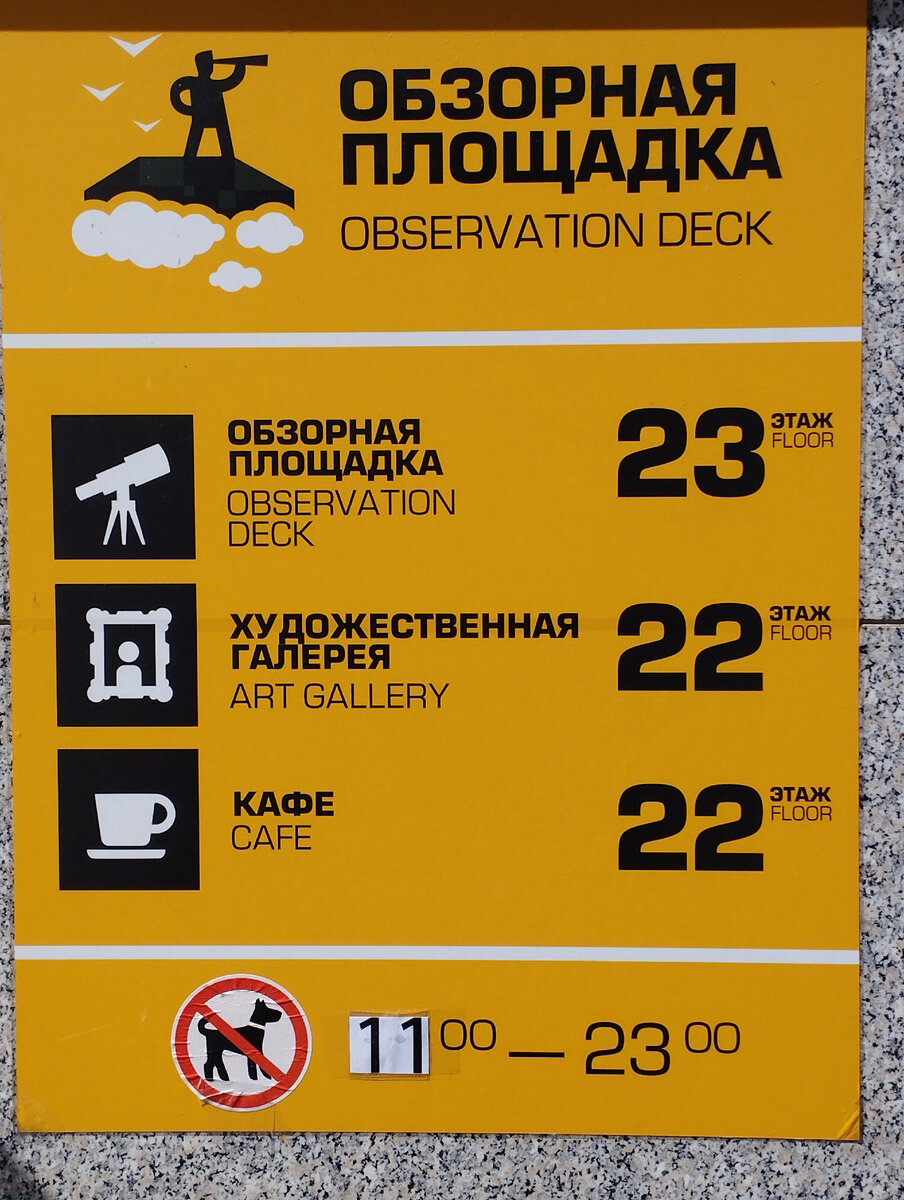 ОБЗОРНАЯ
ПЛОЩАДКА
OBSERVATION DECK
ОБЗОРНАЯ
ПЛОЩАДКА
OBSERVATION
DECK
23 ЭТАЖ
FLOOR
ХУДОЖЕСТВЕННАЯ
ГАЛЕРЕЯ
ART GALLERY
22 ЭТАЖ
FLOOR
КАФЕ
CAFE
22 ЭТАЖ
FLOOR
11 00 — 23 00